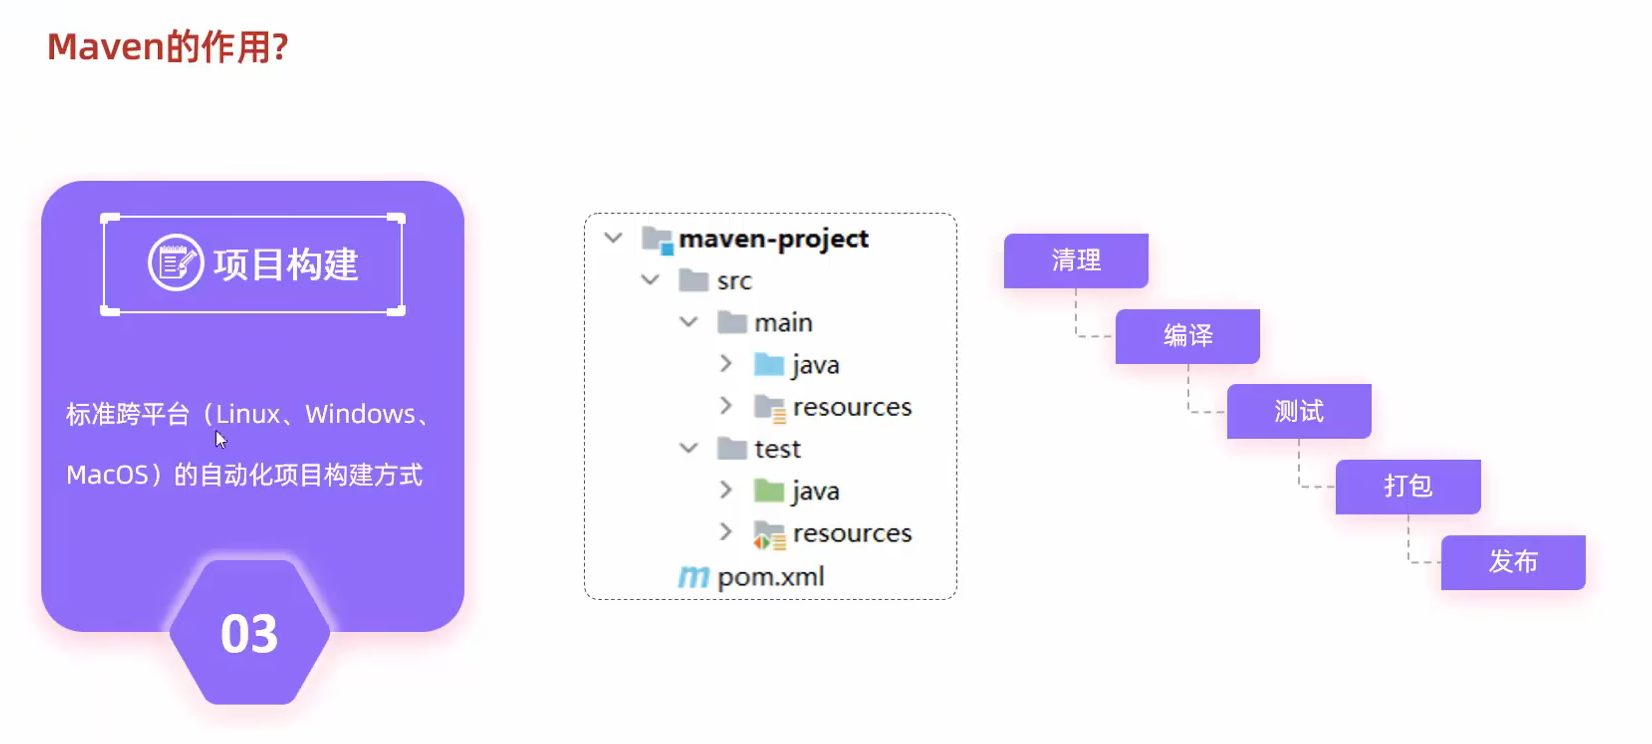 Maven的作用?
项目构建
标准跨平台（Linux、Windows、
MacOS）的自动化项目构建方式
03
maven-project
src
main
java
resources
test
java
resources
pom.xml
清理
编译
测试
打包
发布